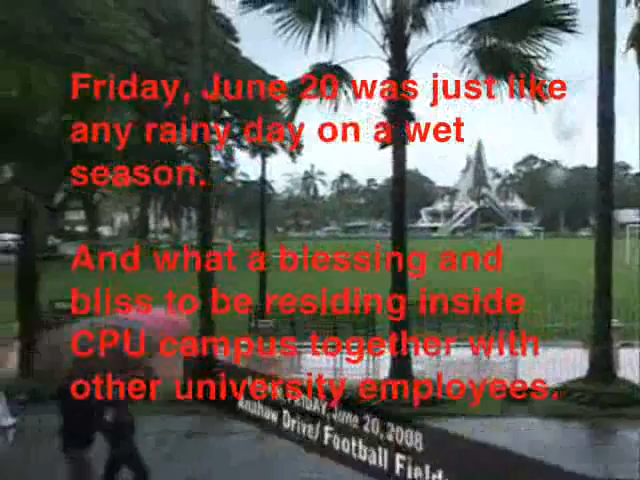 Friday, June 20 was just like
any rainy day on a wet
season.
And what a blessing and
bliss to be residing inside
CPU campus together with
other university employees.
FRIDAY June 20, 2008
Anahaw Drive/ Football Field